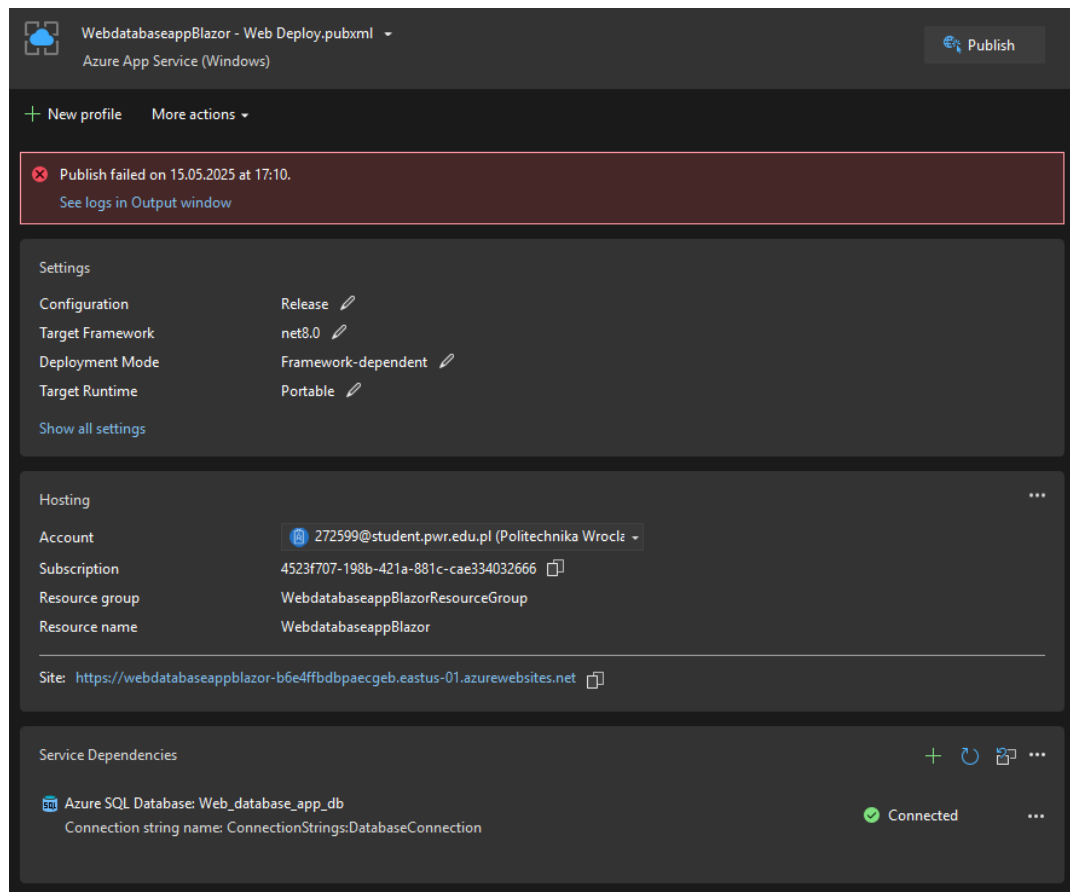 WebdatabaseappBlazor - Web Deploy.pubxml
Azure App Service (Windows)
Publish
New profile More actions
Publish failed on 15.05.2025 at 17:10.
See logs in Output window
Settings
Configuration Release
Target Framework net8.0
Deployment Mode Framework-dependent
Target Runtime Portable
Show all settings
Hosting
Account 272599@student.pwr.edu.pl (Politechnika Wrocła
Subscription 4523f707-198b-421a-881c-cae334032666
Resource group WebdatabaseappBlazorResourceGroup
Resource name WebdatabaseappBlazor
Site: https://webdatabaseappblazor-b6e4ffbdbpaecgeb.eastus-01.azurewebsites.net
Service Dependencies
SQL Azure SQL Database: Web_database_app_db
Connection string name: ConnectionStrings:DatabaseConnection
Connected